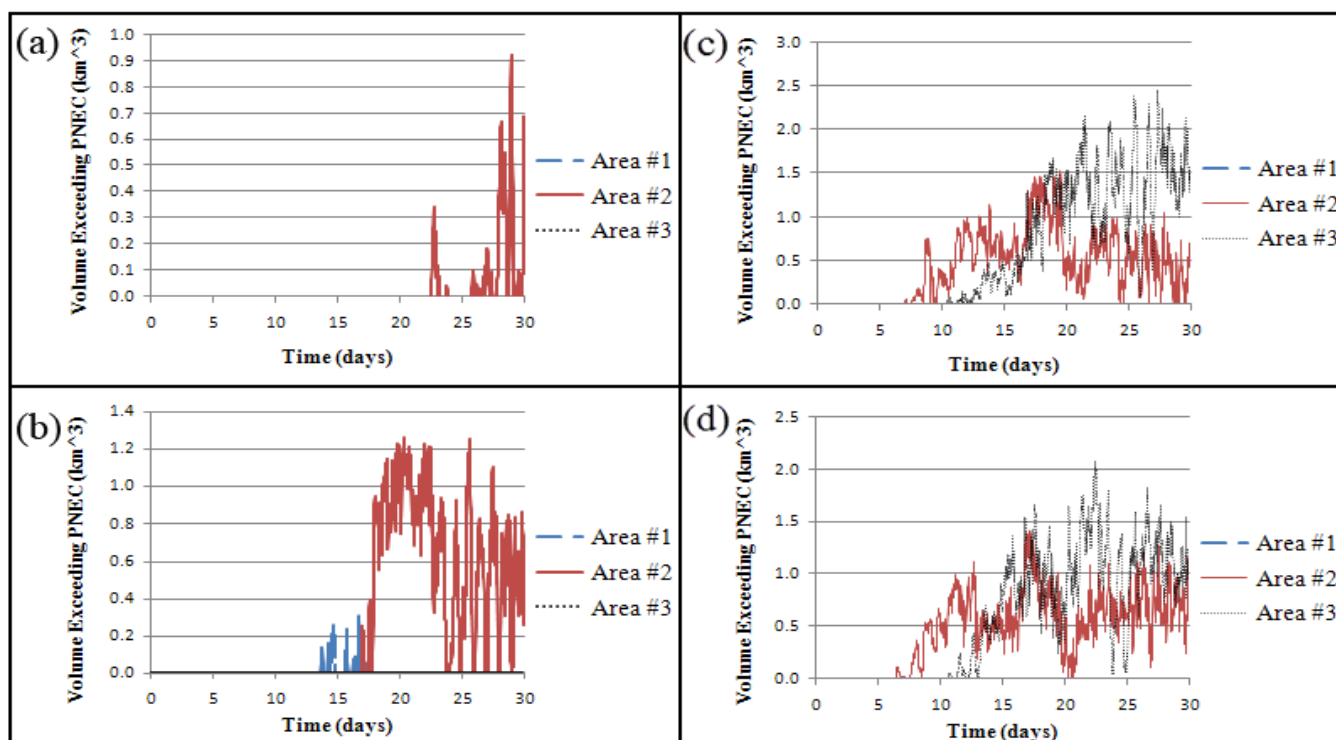 (a)
Volume Exceeding PNEC (km^3)
1.0
0.9
0.8
0.7
0.6
0.5
0.4
0.3
0.2
0.1
0.0
0 5 10 15 20 25 30
Time (days)
Area #1
Area #2
Area #3
(c)
Volume Exceeding PNEC (km^3)
3.0
2.5
2.0
1.5
1.0
0.5
0.0
0 5 10 15 20 25 30
Time (days)
Area #1
Area #2
Area #3
(b)
Volume Exceeding PNEC (km^3)
1.4
1.2
1.0
0.8
0.6
0.4
0.2
0.0
0 5 10 15 20 25 30
Time (days)
Area #1
Area #2
Area #3
(d)
Volume Exceeding PNEC (km^3)
2.5
2.0
1.5
1.0
0.5
0.0
0 5 10 15 20 25 30
Time (days)
Area #1
Area #2
Area #3